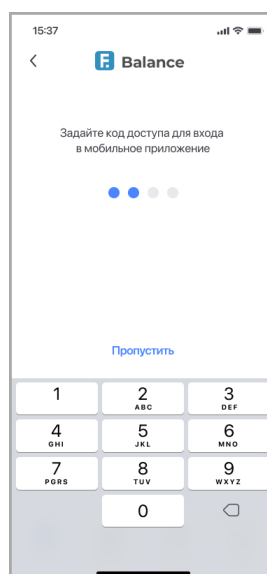 15:37
F. Balance
Задайте код доступа для входа
в мобильное приложение
Пропустить
1 2 3
ABC DEF
4 5 6
GHI JKL MNO
7 8 9
PQRS TUV WXYZ
0